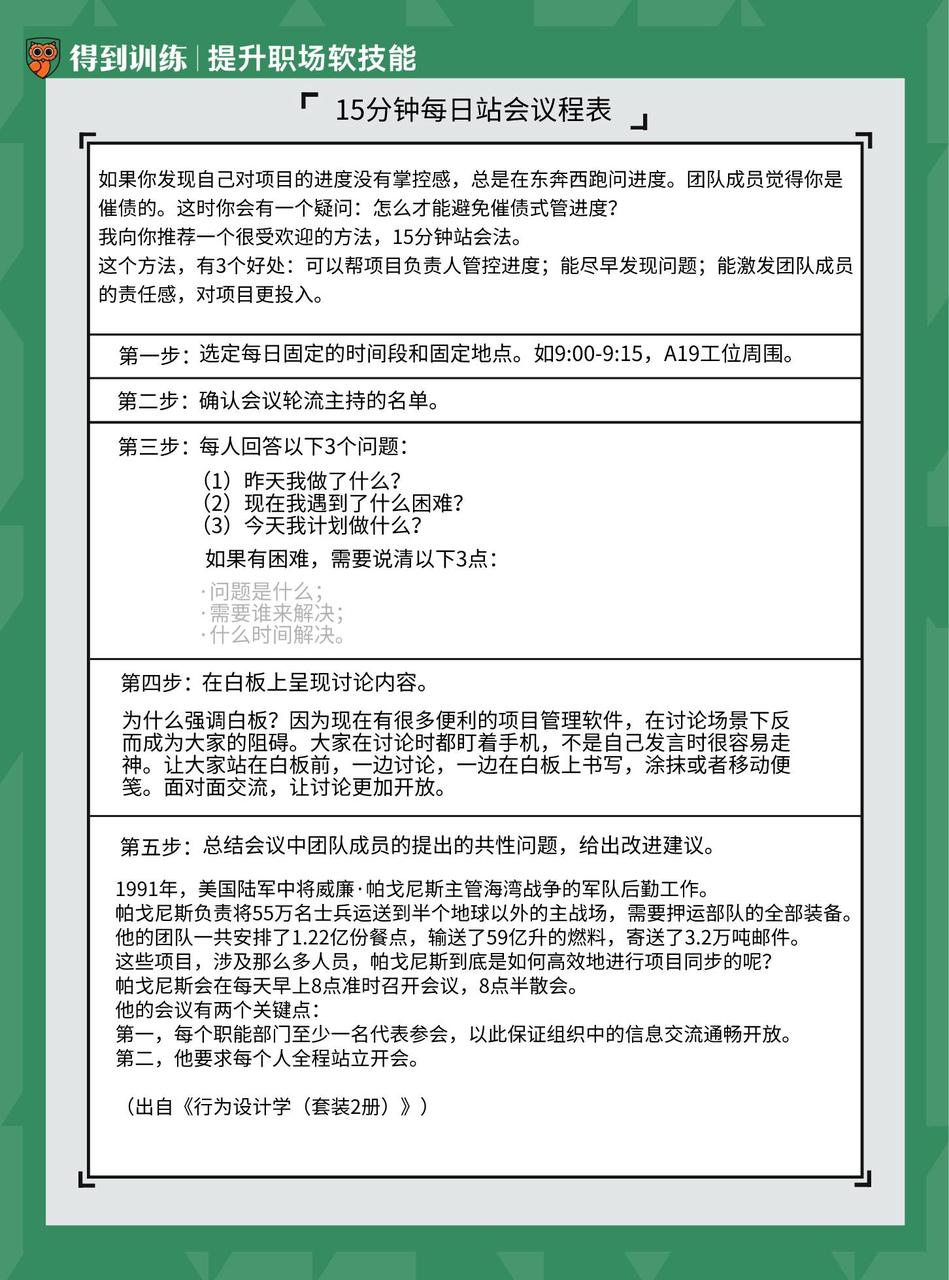 得到训练 | 提升职场软技能
15分钟每日站会议程表
如果你发现自己对项目的进度没有掌控感，总是在东奔西跑问进度。团队成员觉得你是
催债的。这时你会有一个疑问：怎么才能避免催债式管进度？
我向你推荐一个很受欢迎的方法，15分钟站会法。
这个方法，有3个好处：可以帮项目负责人管控进度；能尽早发现问题；能激发团队成员
的责任感，对项目更投入。
第一步：选定每日固定的时间段和固定地点。如9:00-9:15，A19工位周围。
第二步：确认会议轮流主持的名单。
第三步：每人回答以下3个问题：
（1）昨天我做了什么？
（2）现在我遇到了什么困难？
（3）今天我计划做什么？
如果有困难，需要说清以下3点：
·问题是什么；
·需要谁来解决；
·什么时间解决。
第四步：在白板上呈现讨论内容。
为什么强调白板？因为现在有很多便利的项目管理软件，在讨论场景下反
而成为大家的阻碍。大家在讨论时都盯着手机，不是自己发言时很容易走
神。让大家站在白板前，一边讨论，一边在白板上书写，涂抹或者移动便
笺。面对面交流，让讨论更加开放。
第五步：总结会议中团队成员的提出的共性问题，给出改进建议。
1991年，美国陆军中将威廉·帕戈尼斯主管海湾战争的军队后勤工作。
帕戈尼斯负责将55万名士兵运送到半个地球以外的主战场，需要押运部队的全部装备。
他的团队一共安排了1.22亿份餐点，输送了59亿升的燃料，寄送了3.2万吨邮件。
这些项目，涉及那么多人员，帕戈尼斯到底是如何高效地进行项目同步的呢？
帕戈尼斯会在每天早上8点准时召开会议，8点半散会。
他的会议有两个关键点：
第一，每个职能部门至少一名代表参会，以此保证组织中的信息交流通畅开放。
第二，他要求每个人全程站立开会。
（出自《行为设计学（套装2册）》）